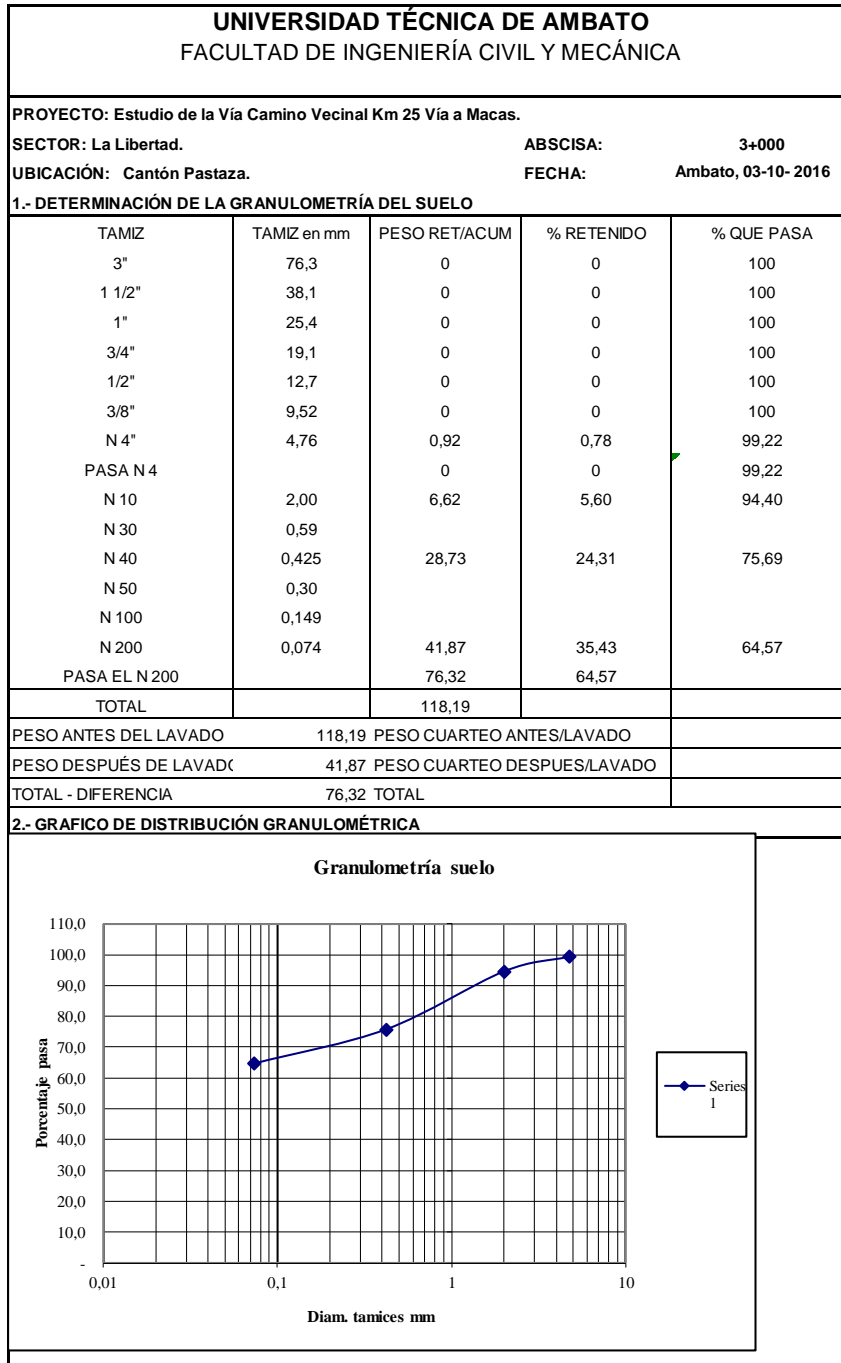 UNIVERSIDAD TÉCNICA DE AMBATO
FACULTAD DE INGENIERÍA CIVIL Y MECÁNICA
PROYECTO: Estudio de la Vía Camino Vecinal Km 25 Vía a Macas.
SECTOR: La Libertad. ABSCISA: 3+000
UBICACIÓN: Cantón Pastaza. FECHA: Ambato, 03-10- 2016
1.- DETERMINACIÓN DE LA GRANULOMETRÍA DEL SUELO
TAMIZ TAMIZ en mm PESO RET/ACUM % RETENIDO % QUE PASA
3" 76,3 0 0 100
1 1/2" 38,1 0 0 100
1" 25,4 0 0 100
3/4" 19,1 0 0 100
1/2" 12,7 0 0 100
3/8" 9,52 0 0 100
N 4" 4,76 0,92 0,78 99,22
PASA N 4 0 0 99,22
N 10 2,00 6,62 5,60 94,40
N 30 0,59
N 40 0,425 28,73 24,31 75,69
N 50 0,30
N 100 0,149
N 200 0,074 41,87 35,43 64,57
PASA EL N 200 76,32 64,57
TOTAL 118,19
PESO ANTES DEL LAVADO 118,19 PESO CUARTEO ANTES/LAVADO
PESO DESPUÉS DE LAVADO 41,87 PESO CUARTEO DESPUES/LAVADO
TOTAL - DIFERENCIA 76,32 TOTAL
2.- GRAFICO DE DISTRIBUCIÓN GRANULOMÉTRICA
Granulometría suelo
110,0
100,0
90,0
80,0
70,0
60,0
50,0
40,0
30,0
20,0
10,0
-
Porcentaje pasa
0,01 0,1 1 10
Diam. tamices mm
Series
1